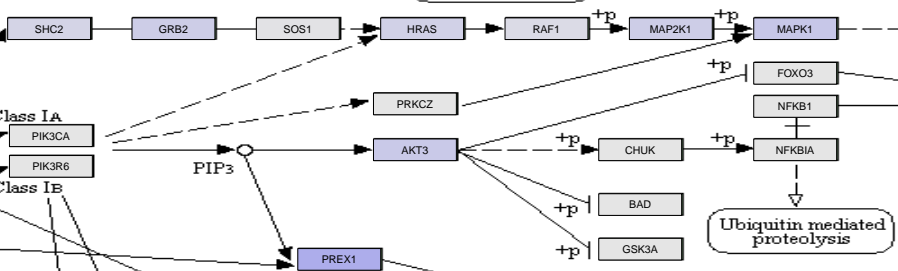 +p +p
SHC2 GRB2 SOS1 HRAS RAF1 MAP2K1 MAPK1
+p FOXO3
PRKCZ NFKB1
Class IA
PIK3CA +p +p
AKT3 CHUK NFKBIA
PIK3R6 PIP3
Class IB
+p BAD
Ubiquitin mediated
proteolysis
+p GSK3A
PREX1